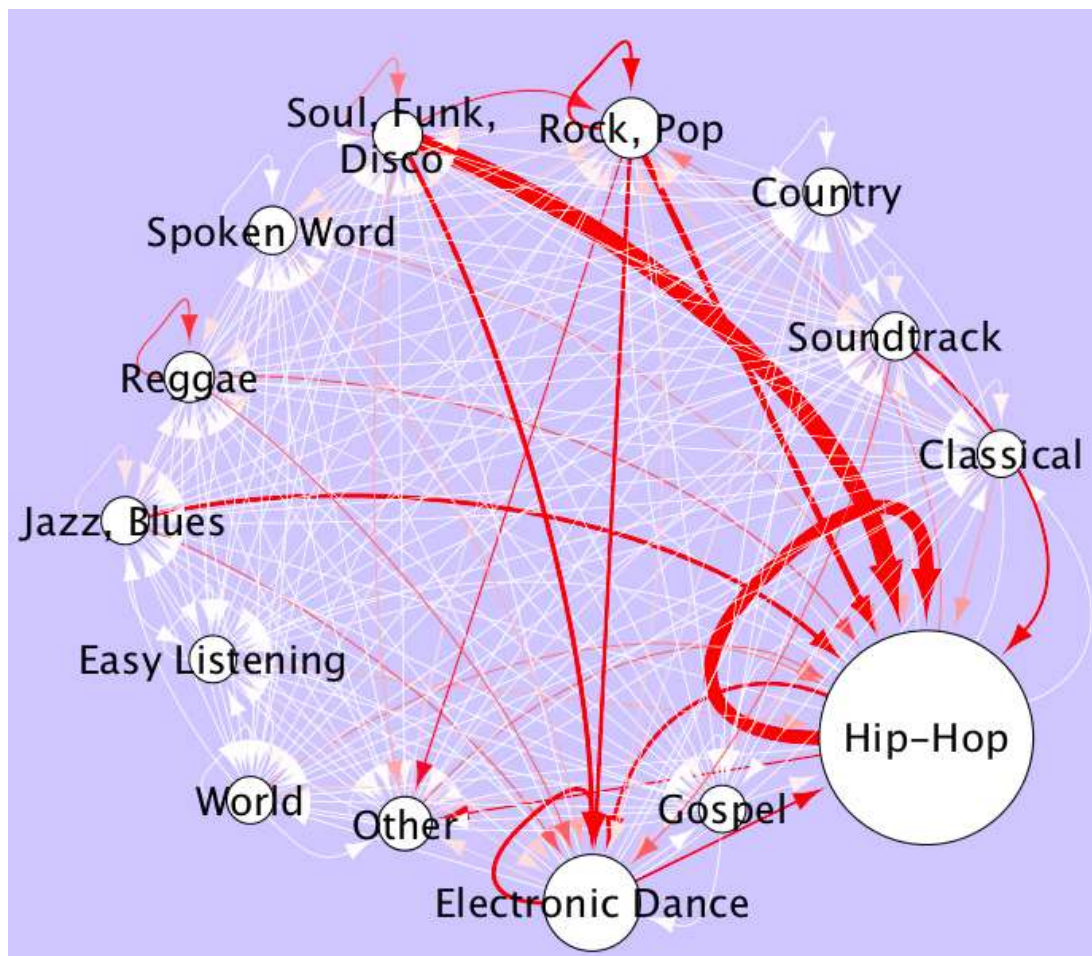 Soul, Funk,
Disco
Rock, Pop
Country
Spoken Word
Soundtrack
Reggae
Classical
Jazz, Blues
Easy Listening
Hip-Hop
World
Other
Gospel
Electronic Dance